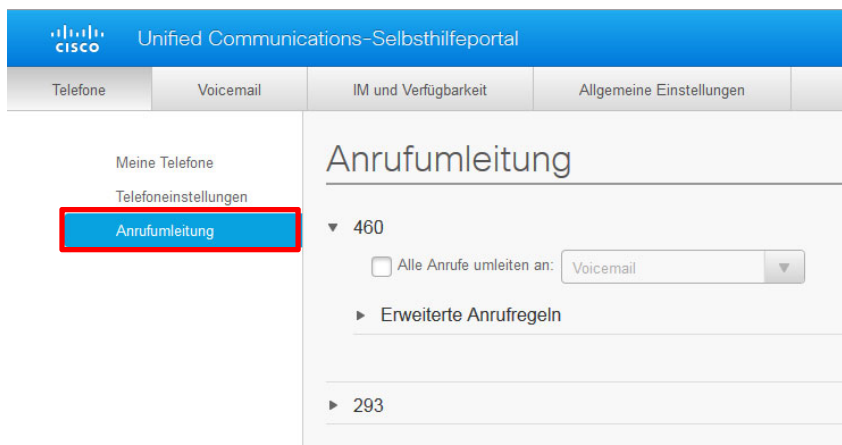 CISCO Unified Communications-Selbsthilfeportal
Telefone Voicemail IM und Verfügbarkeit Allgemeine Einstellungen
Meine Telefone
Telefoneinstellungen
Anrufumleitung
Anrufumleitung
460
Alle Anrufe umleiten an: Voicemail
Erweiterte Anrufregeln
293